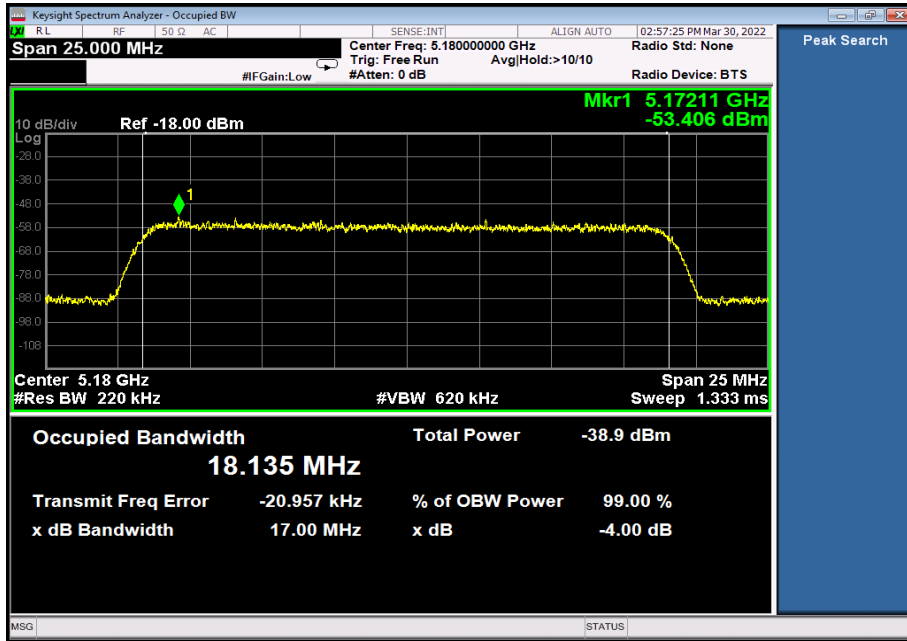 Keysight Spectrum Analyzer - Occupied BW
LXI RL RF 50 Ω AC SENSE:INT ALIGN AUTO 02:57:25 PM Mar 30, 2022
Span 25.000 MHz
Center Freq: 5.180000000 GHz Radio Std: None
Trig: Free Run Avg|Hold:>10/10
#IFGain:Low #Atten: 0 dB Radio Device: BTS
Peak Search
Mkr1 5.17211 GHz
-53.406 dBm
10 dB/div Ref -18.00 dBm
Log
-28.0
-38.0
1
-48.0
-58.0
-68.0
-78.0
-88.0
-98.0
-108
Center 5.18 GHz Span 25 MHz
#Res BW 220 kHz #VBW 620 kHz Sweep 1.333 ms
Occupied Bandwidth Total Power -38.9 dBm
18.135 MHz
Transmit Freq Error -20.957 kHz % of OBW Power 99.00 %
x dB Bandwidth 17.00 MHz x dB -4.00 dB
MSG STATUS